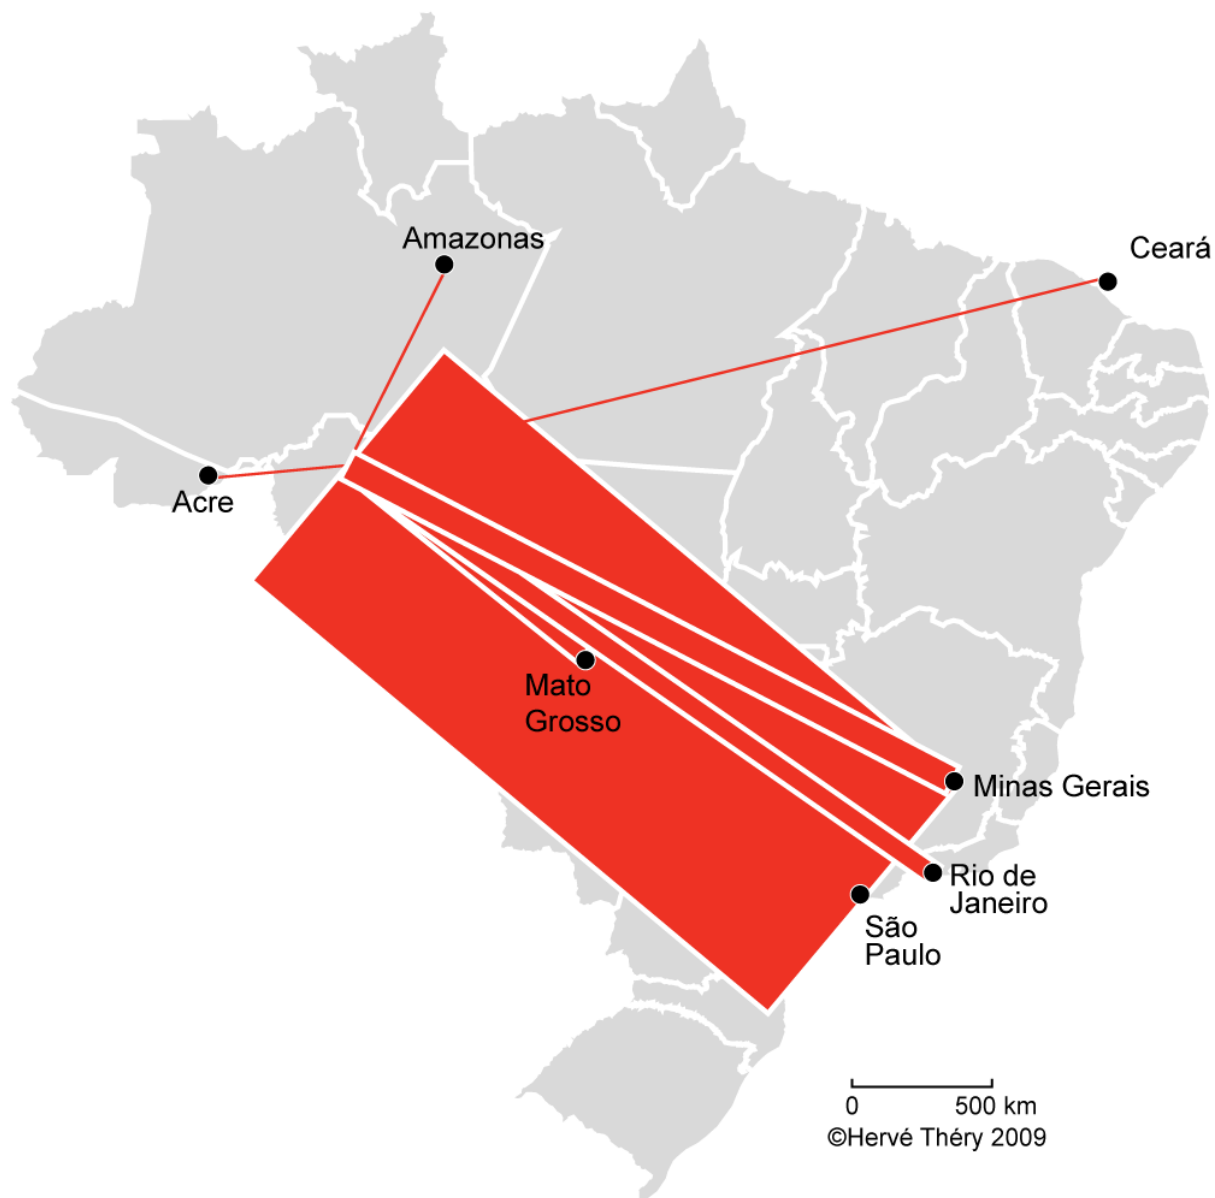 Amazonas
Ceará
Acre
Mato
Grosso
Minas Gerais
Rio de
Janeiro
São
Paulo
0 500 km
©Hervé Théry 2009